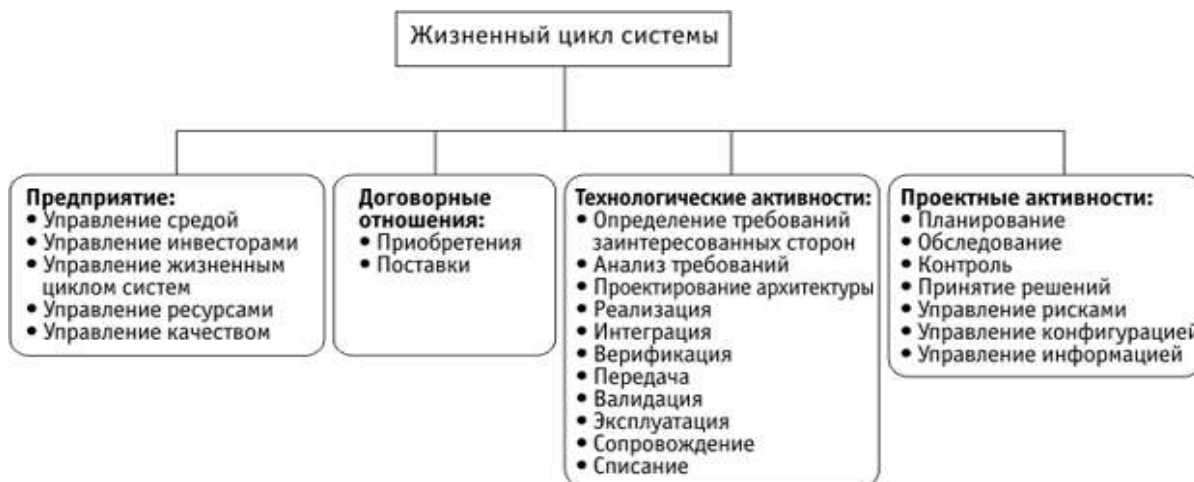 Жизненный цикл системы
Предприятие:
• Управление средой
• Управление инвесторами
• Управление жизненным
циклом систем
• Управление ресурсами
• Управление качеством
Договорные
отношения:
• Приобретения
• Поставки
Технологические активности:
• Определение требований
заинтересованных сторон
• Анализ требований
• Проектирование архитектуры
• Реализация
• Интеграция
• Верификация
• Передача
• Валидация
• Эксплуатация
• Сопровождение
• Списание
Проектные активности:
• Планирование
• Обследование
• Контроль
• Принятие решений
• Управление рисками
• Управление конфигурацией
• Управление информацией